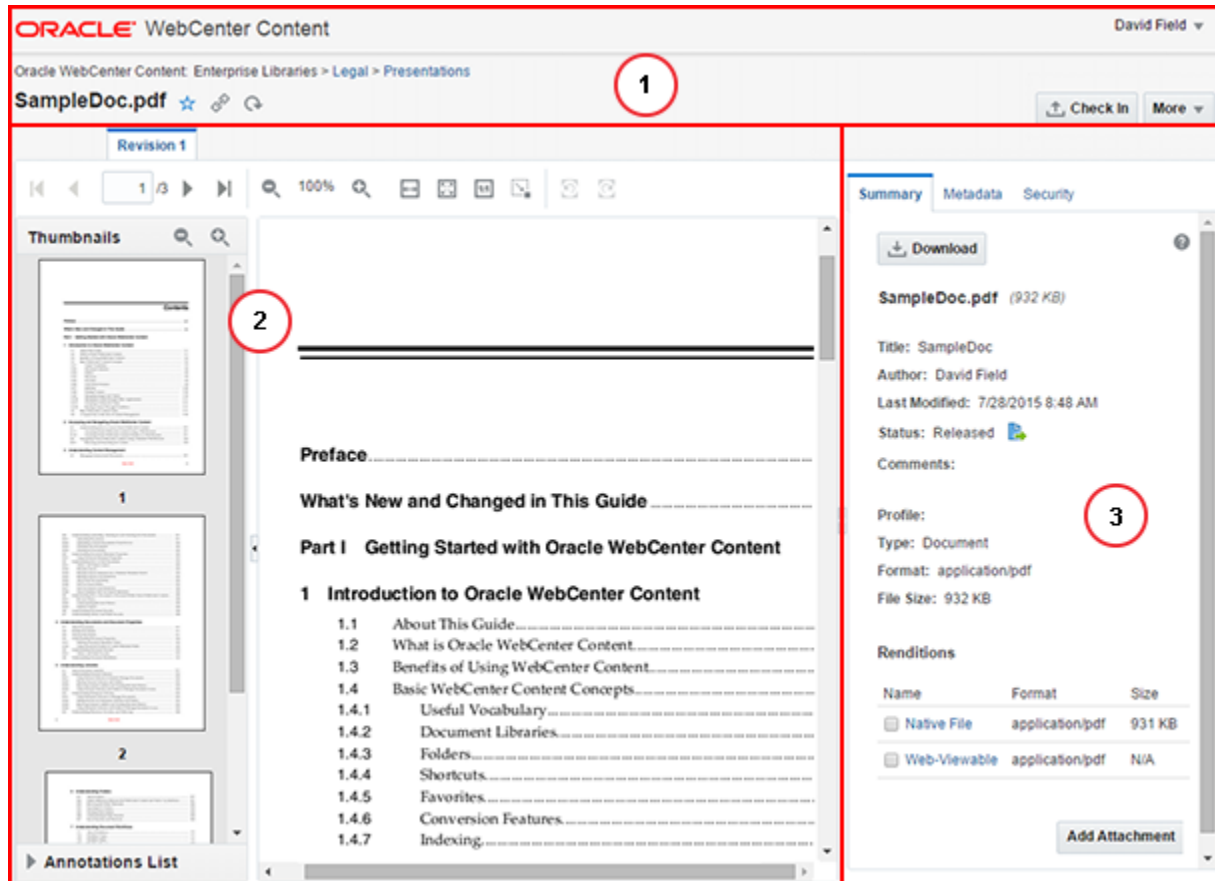 ORACLE® WebCenter Content
David Field
Oracle WebCenter Content: Enterprise Libraries > Legal > Presentations
1
SampleDoc.pdf
Check In
More
Revision 1
1 /3
100%
1:1
Thumbnails
Contents
1
2
2
Annotations List
Preface
What's New and Changed in This Guide
Part I Getting Started with Oracle WebCenter Content
1 Introduction to Oracle WebCenter Content
1.1 About This Guide
1.2 What is Oracle WebCenter Content
1.3 Benefits of Using WebCenter Content
1.4 Basic WebCenter Content Concepts
1.4.1 Useful Vocabulary
1.4.2 Document Libraries
1.4.3 Folders
1.4.4 Shortcuts
1.4.5 Favorites
1.4.6 Conversion Features
1.4.7 Indexing
Summary Metadata Security
Download
SampleDoc.pdf (932 KB)
Title: SampleDoc
Author: David Field
Last Modified: 7/28/2015 8:48 AM
Status: Released
Comments:
3
Profile:
Type: Document
Format: application/pdf
File Size: 932 KB
Renditions
Name Format Size
Native File application/pdf 931 KB
Web-Viewable application/pdf N/A
Add Attachment